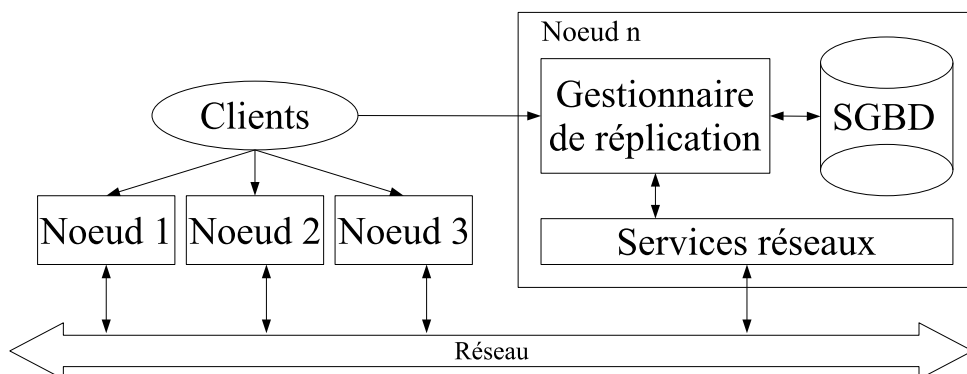 Noeud n
Clients
Gestionnaire
de réplication
SGBD
Noeud 1
Noeud 2
Noeud 3
Services réseaux
Réseau